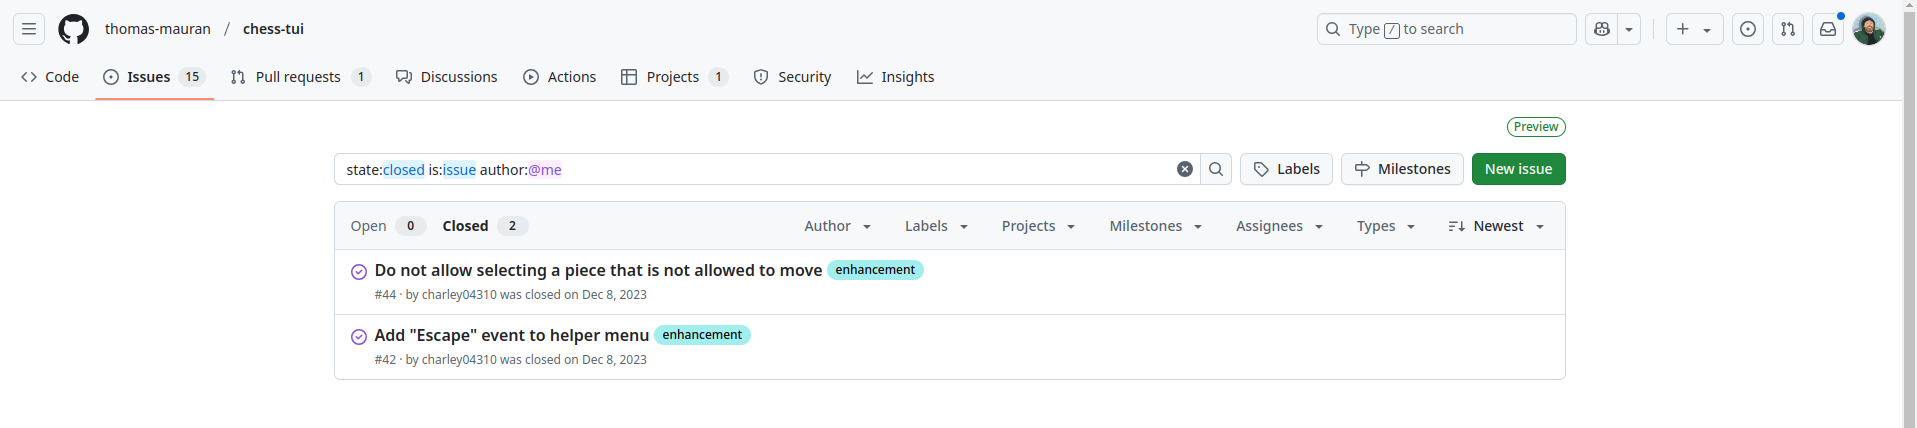 thomas-mauran / chess-tui
Type / to search
Code
Issues 15
Pull requests 1
Discussions
Actions
Projects 1
Security
Insights
Preview
state:closed is:issue author:@me
Labels
Milestones
New issue
Open 0
Closed 2
Author
Labels
Projects
Milestones
Assignees
Types
Newest
Do not allow selecting a piece that is not allowed to move enhancement
#44 · by charley04310 was closed on Dec 8, 2023
Add "Escape" event to helper menu enhancement
#42 · by charley04310 was closed on Dec 8, 2023